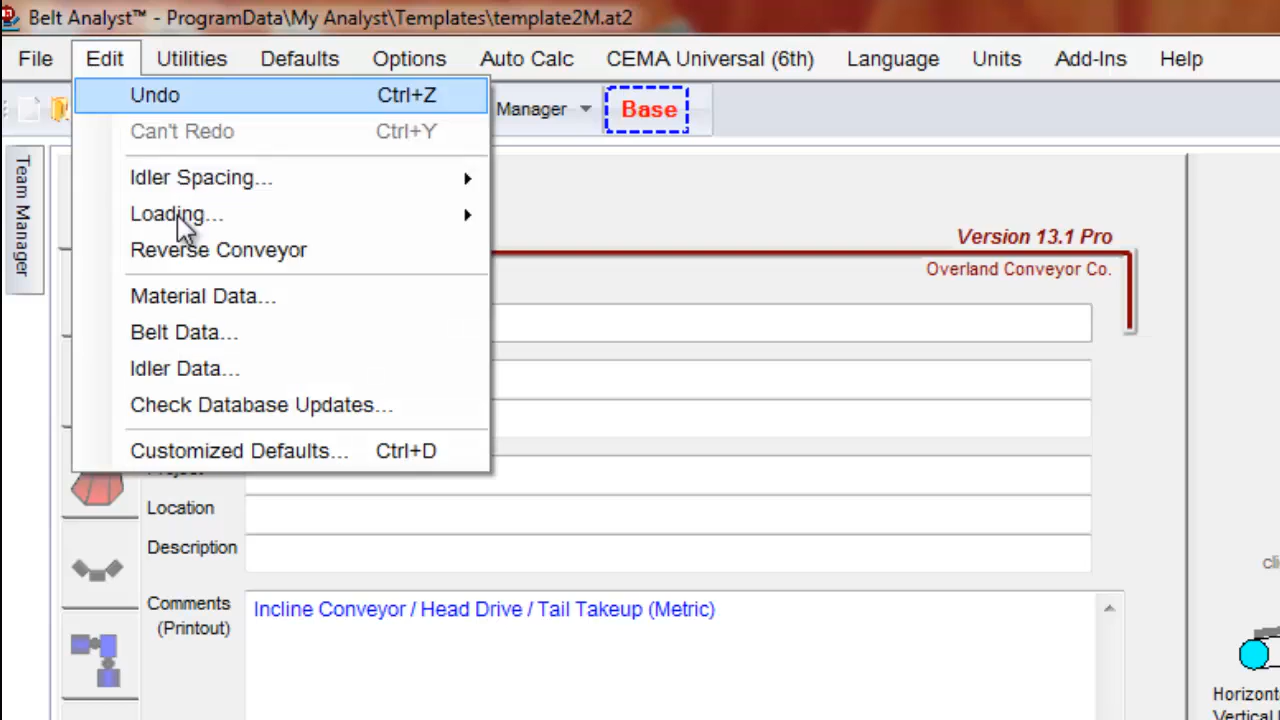 Belt Analyst™ - ProgramData\My Analyst\Templates\template2M.at2
File Edit Utilities Defaults Options Auto Calc CEMA Universal (6th) Language Units Add-Ins Help
Undo Ctrl+Z
Manager Base
Can't Redo Ctrl+Y
Team Manager
Idler Spacing...
Loading...
Reverse Conveyor
Version 13.1 Pro
Overland Conveyor Co.
Material Data...
Belt Data...
Idler Data...
Check Database Updates...
Customized Defaults... Ctrl+D
Location
Description
Comments
(Printout)
Incline Conveyor / Head Drive / Tail Takeup (Metric)
Horizont
Vertical